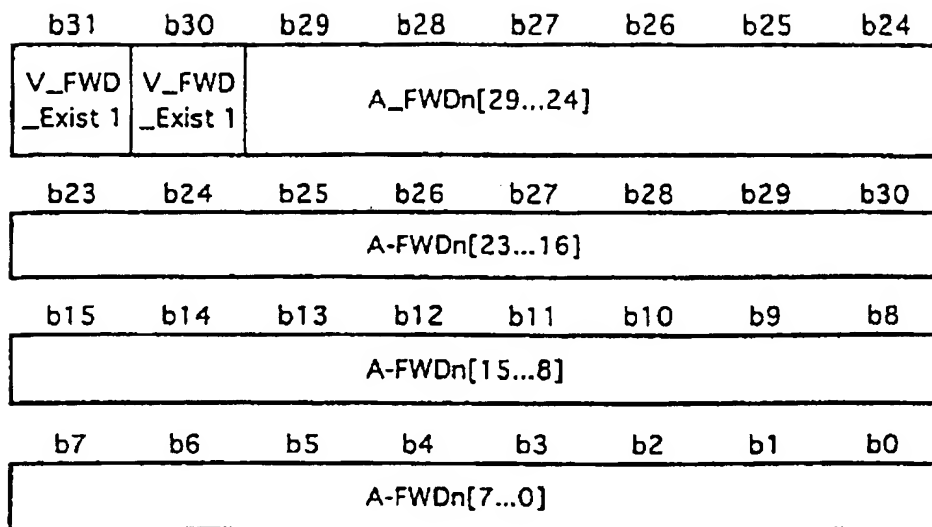 b31 b30 b29 b28 b27 b26 b25 b24
V_FWD V_FWD
_Exist 1 _Exist 1
A_FWDn[29...24]
b23 b24 b25 b26 b27 b28 b29 b30
A-FWDn[23...16]
b15 b14 b13 b12 b11 b10 b9 b8
A-FWDn[15...8]
b7 b6 b5 b4 b3 b2 b1 b0
A-FWDn[7...0]